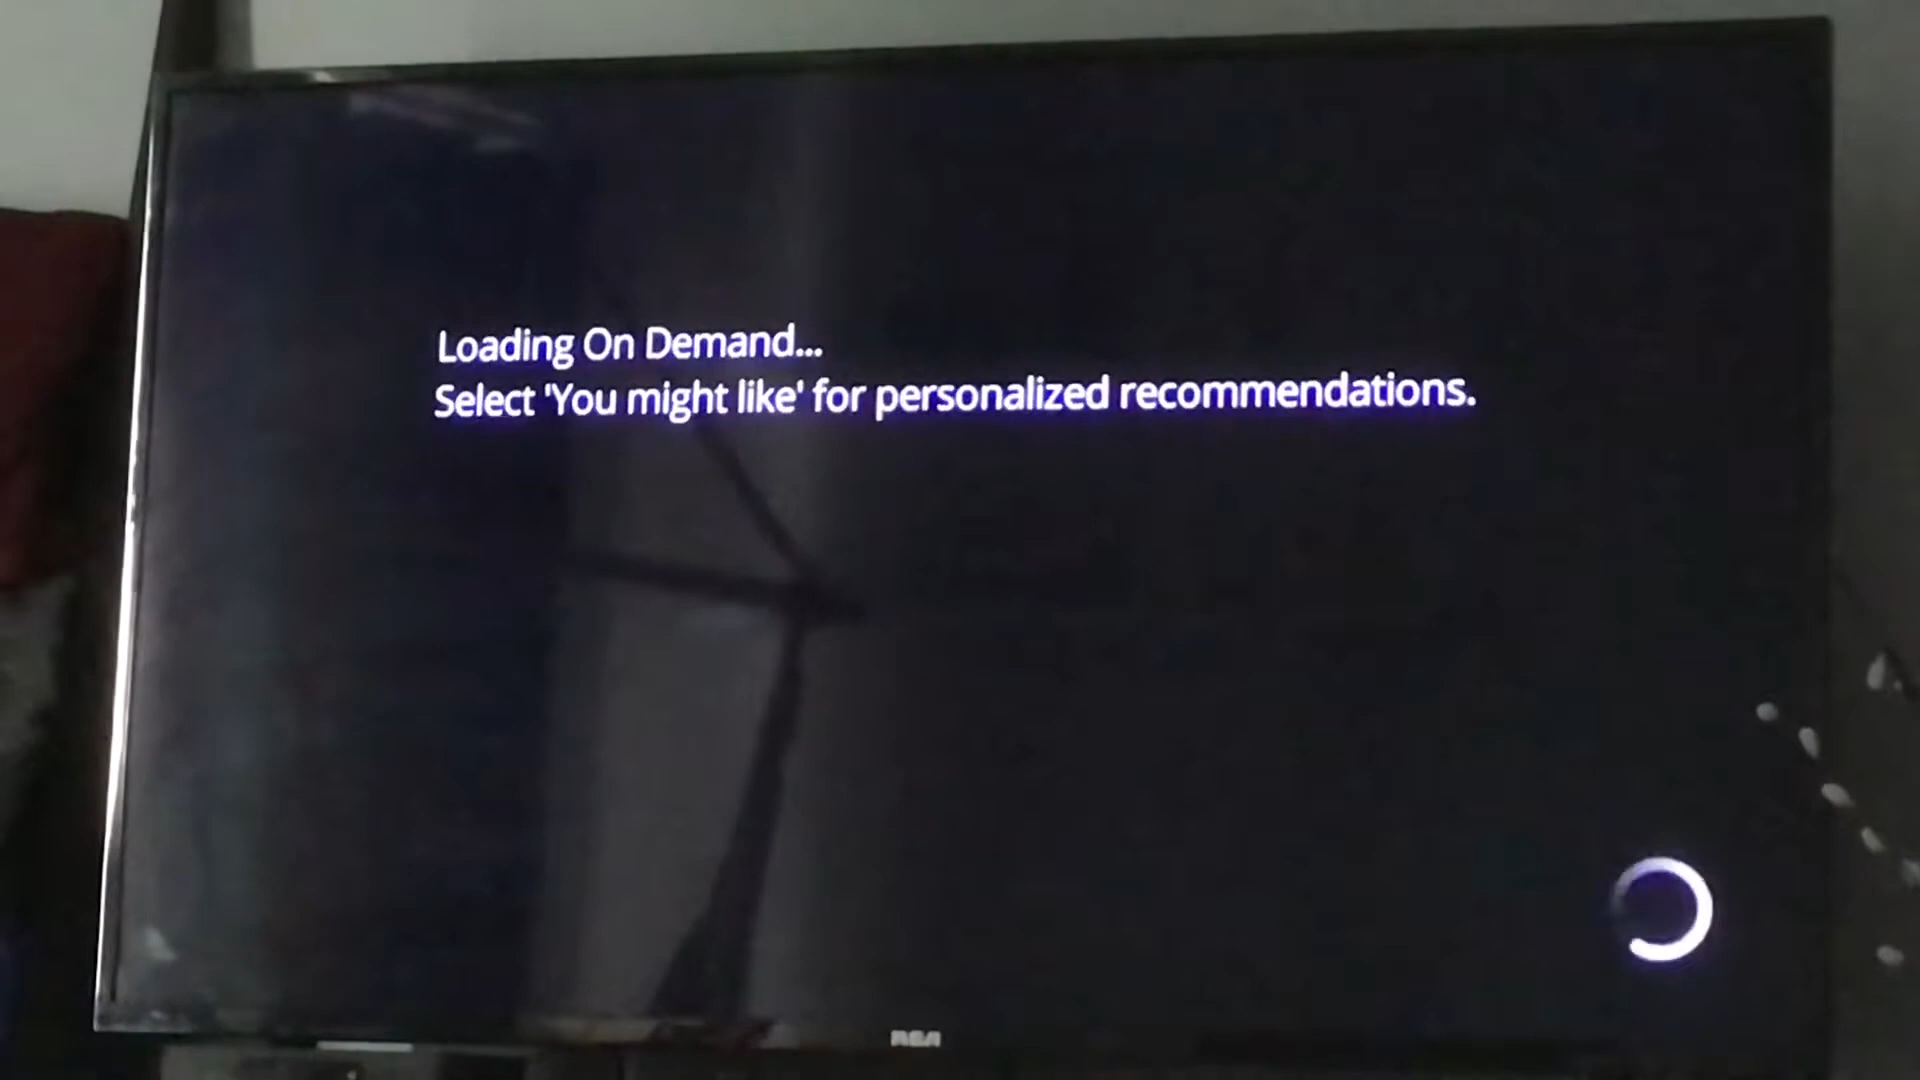 Loading On Demand...
Select 'You might like' for personalized recommendations.
RCA